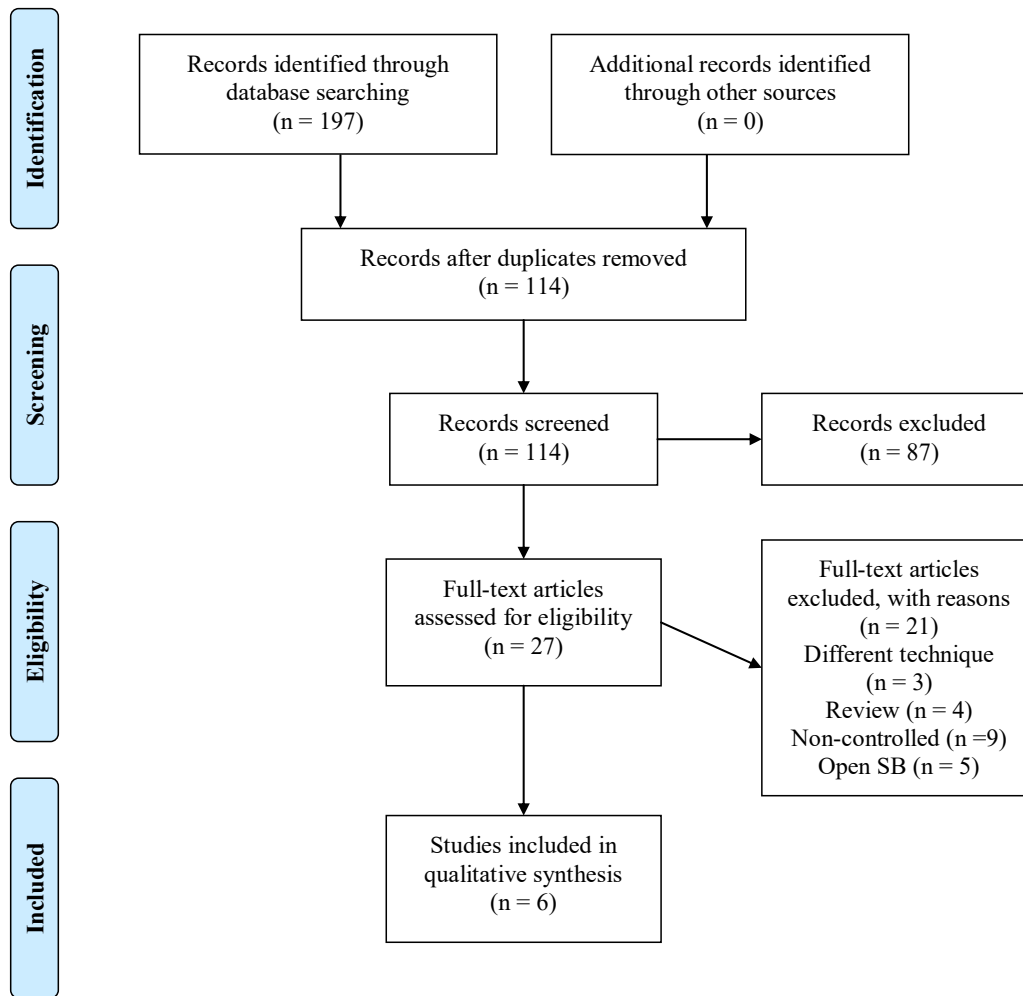 Identification
Records identified through
database searching
(n = 197)
Additional records identified
through other sources
(n = 0)
Records after duplicates removed
(n = 114)
Screening
Records screened
(n = 114)
Records excluded
(n = 87)
Eligibility
Full-text articles
assessed for eligibility
(n = 27)
Full-text articles
excluded, with reasons
(n = 21)
Different technique
(n = 3)
Review (n = 4)
Non-controlled (n =9)
Open SB (n = 5)
Included
Studies included in
qualitative synthesis
(n = 6)